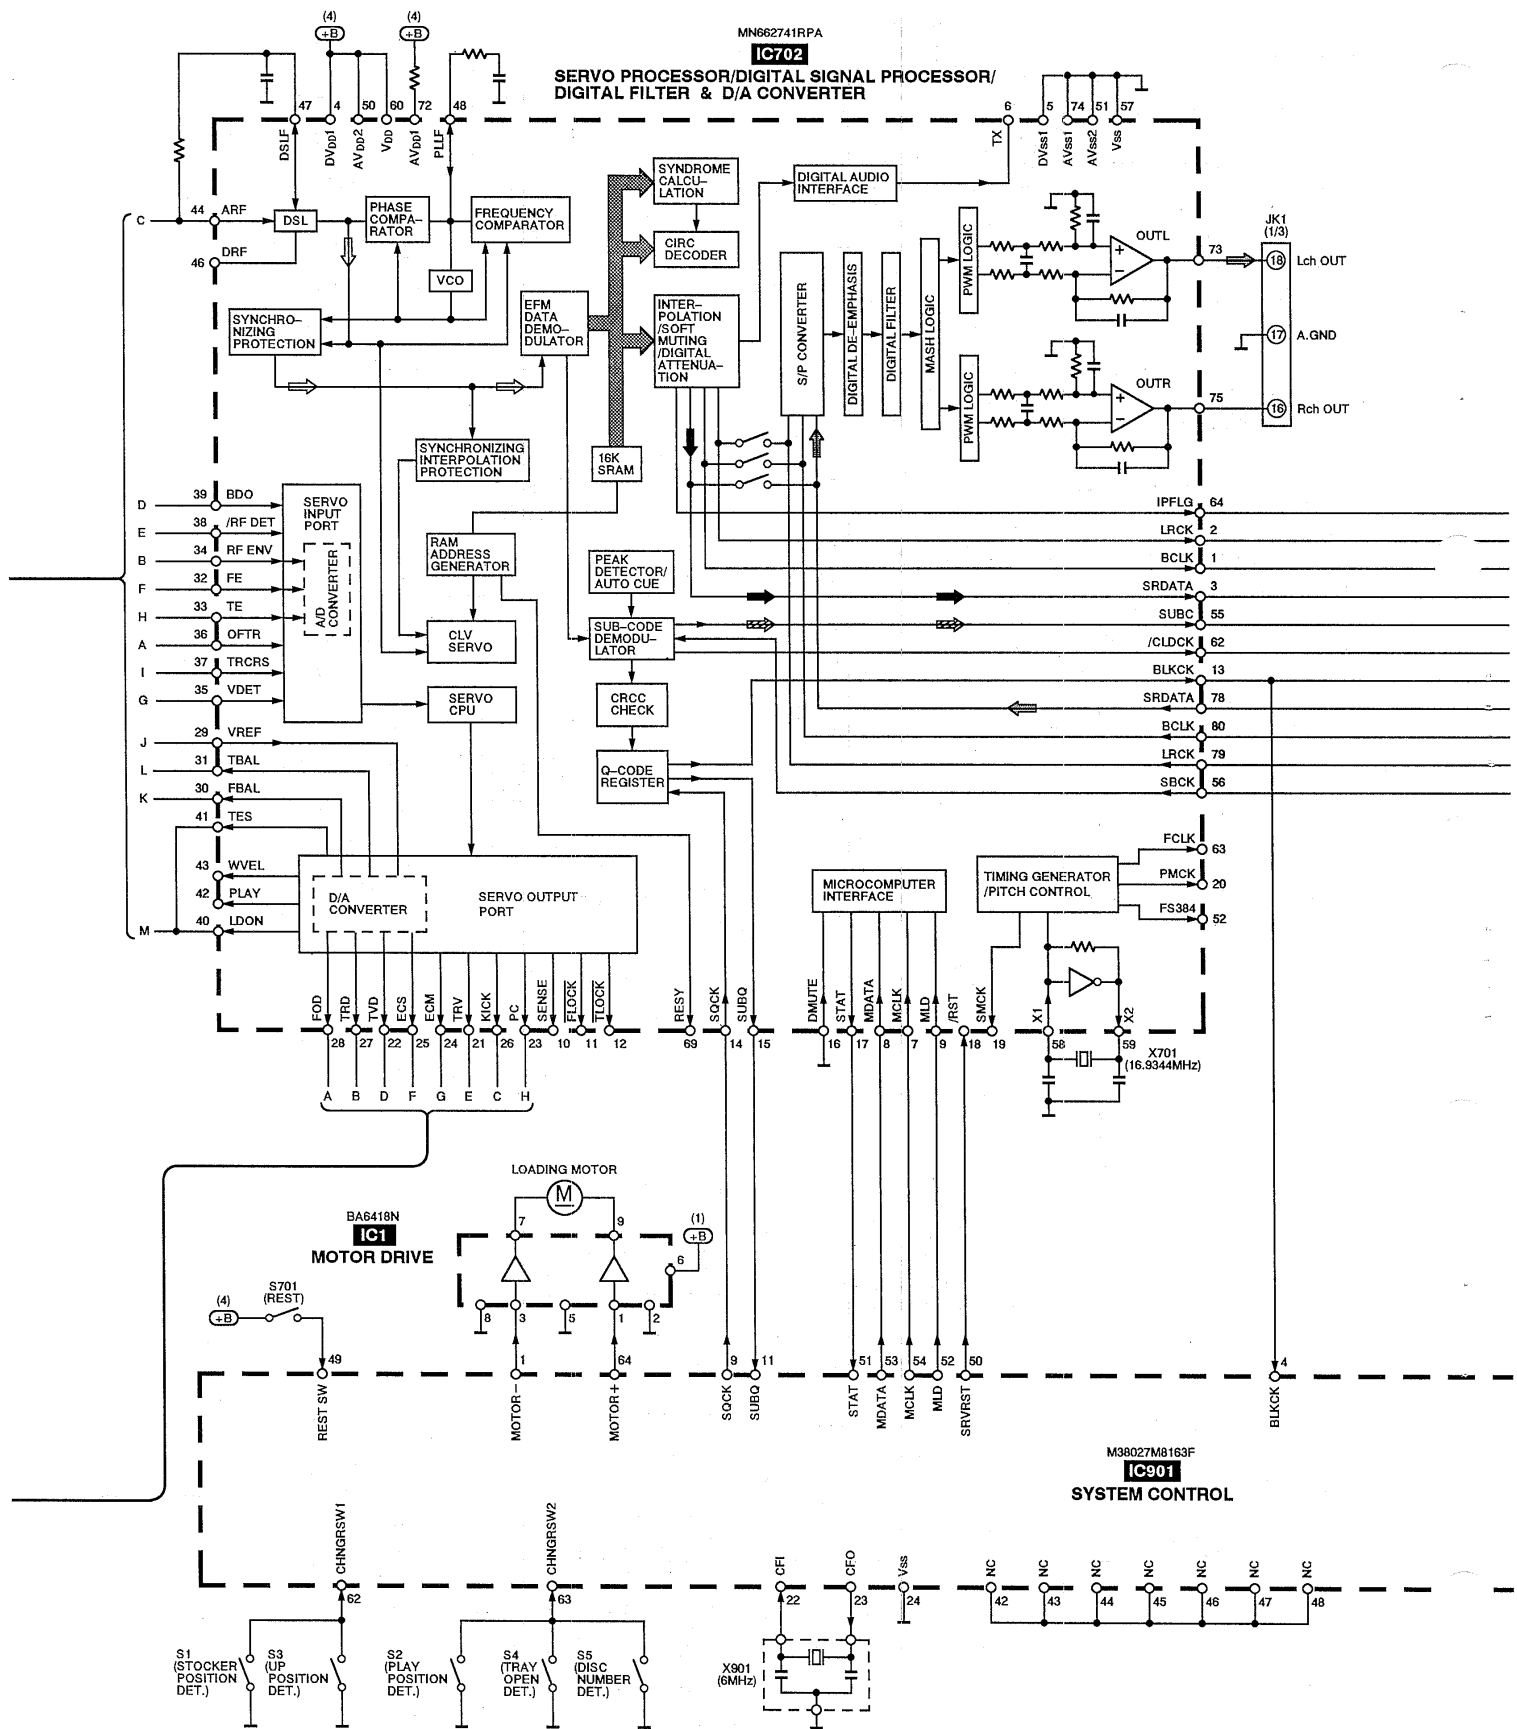 MN662741RPA
IC702
SERVO PROCESSOR/DIGITAL SIGNAL PROCESSOR/
DIGITAL FILTER & D/A CONVERTER
(4)
+B
(4)
+B
47
4
50
60
72
48
DSLF
DVDD1
AVDD2
VDD
AVDD1
PLLF
6
5
74
51
57
TX
DVss1
AVss1
AVss2
Vss
C
44
ARF
DSL
46
DRF
PHASE
COMPA-
RATOR
FREQUENCY
COMPARATOR
VCO
SYNCHRO-
NIZING
PROTECTION
EFM
DATA
DEMO-
DULATOR
SYNDROME
CALCU-
LATION
CIRC
DECODER
INTER-
POLATION
/SOFT
MUTING
/DIGITAL
ATTENUA-
TION
DIGITAL AUDIO
INTERFACE
S/P CONVERTER
DIGITAL DE-EMPHASIS
DIGITAL FILTER
MASH LOGIC
PWM LOGIC
PWM LOGIC
OUTL
+
−
OUTR
+
−
73
75
JK1
(1/3)
18
Lch OUT
17
A.GND
16
Rch OUT
SYNCHRONIZING
INTERPOLATION
PROTECTION
16K
SRAM
RAM
ADDRESS
GENERATOR
CLV
SERVO
SERVO
CPU
PEAK
DETECTOR/
AUTO CUE
SUB-CODE
DEMODU-
LATOR
CRCC
CHECK
Q-CODE
REGISTER
SERVO
INPUT
PORT
A/D
CONVERTER
D
39
BDO
E
38
/RF DET
B
34
RF ENV
F
32
FE
H
33
TE
A
36
OFTR
I
37
TRCRS
G
35
VDET
J
29
VREF
L
31
TBAL
K
30
FBAL
41
TES
43
WVEL
42
PLAY
M
40
LDON
IPFLG
64
LRCK
2
BCLK
1
SRDATA
3
SUBC
55
/CLDCK
62
BLKCK
13
SRDATA
78
BCLK
80
LRCK
79
SBCK
56
FCLK
63
PMCK
20
FS384
52
D/A
CONVERTER
SERVO OUTPUT
PORT
MICROCOMPUTER
INTERFACE
TIMING GENERATOR
/PITCH CONTROL
FOD
TRD
TVD
ECS
ECM
TRV
KICK
PC
SENSE
FLOCK
TLOCK
RESY
SQCK
SUBQ
DMUTE
STAT
MDATA
MCLK
MLD
/RST
SMCK
X1
X2
28
27
22
25
24
21
26
23
10
11
12
69
14
15
16
17
8
7
9
18
19
58
59
X701
(16.9344MHz)
A
B
D
F
G
E
C
H
LOADING MOTOR
M
BA6418N
IC1
MOTOR DRIVE
7
9
6
(1)
+B
8
3
5
1
2
S701
(REST)
(4)
+B
49
1
64
9
11
51
53
54
52
50
4
REST SW
MOTOR−
MOTOR+
SQCK
SUBQ
STAT
MDATA
MCLK
MLD
SRVRST
BLKCK
M38027M8163F
IC901
SYSTEM CONTROL
CHNGRSW1
CHNGRSW2
CFI
CFO
Vss
NC
NC
NC
NC
NC
NC
NC
62
63
22
23
24
42
43
44
45
46
47
48
S1
(STOCKER
POSITION
DET.)
S3
(UP
POSITION
DET.)
S2
(PLAY
POSITION
DET.)
S4
(TRAY
OPEN
DET.)
S5
(DISC
NUMBER
DET.)
X901
(6MHz)